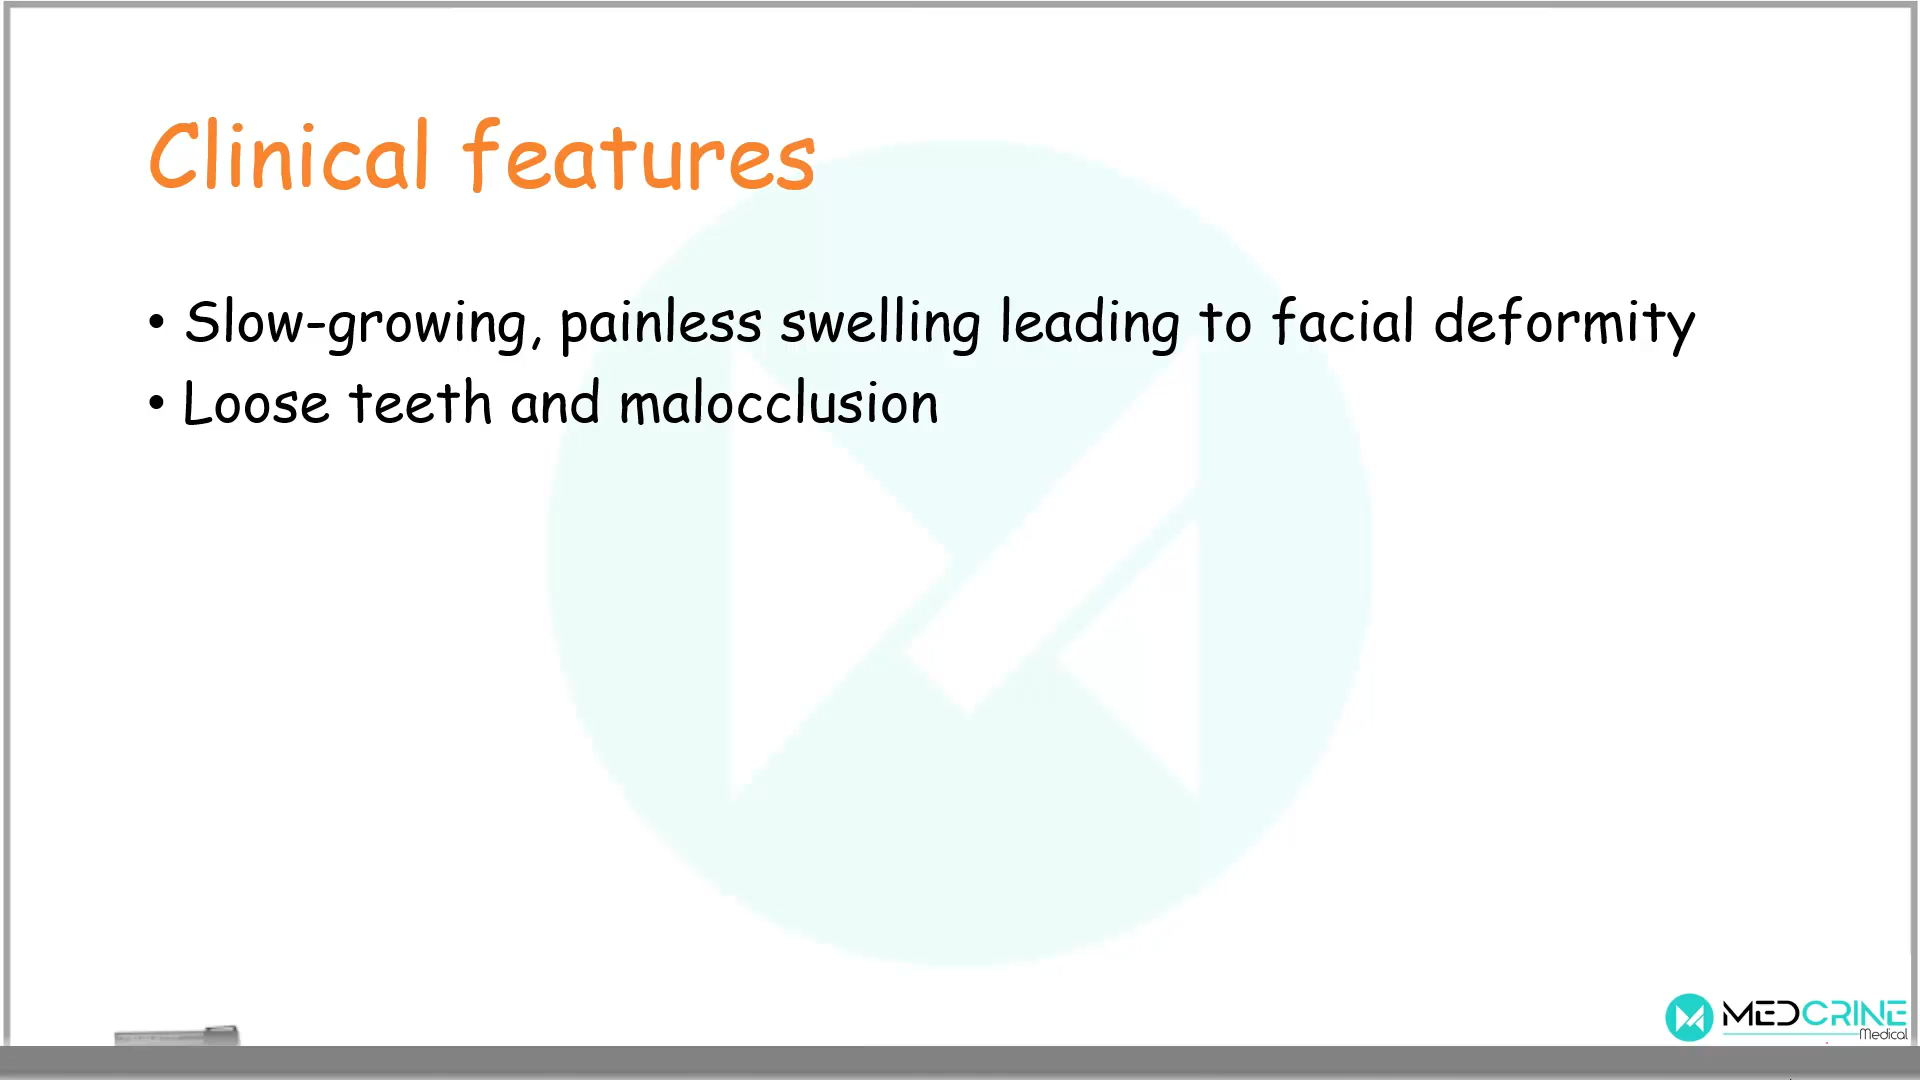 Clinical features
• Slow-growing, painless swelling leading to facial deformity
• Loose teeth and malocclusion
MEDCRINE
Medical